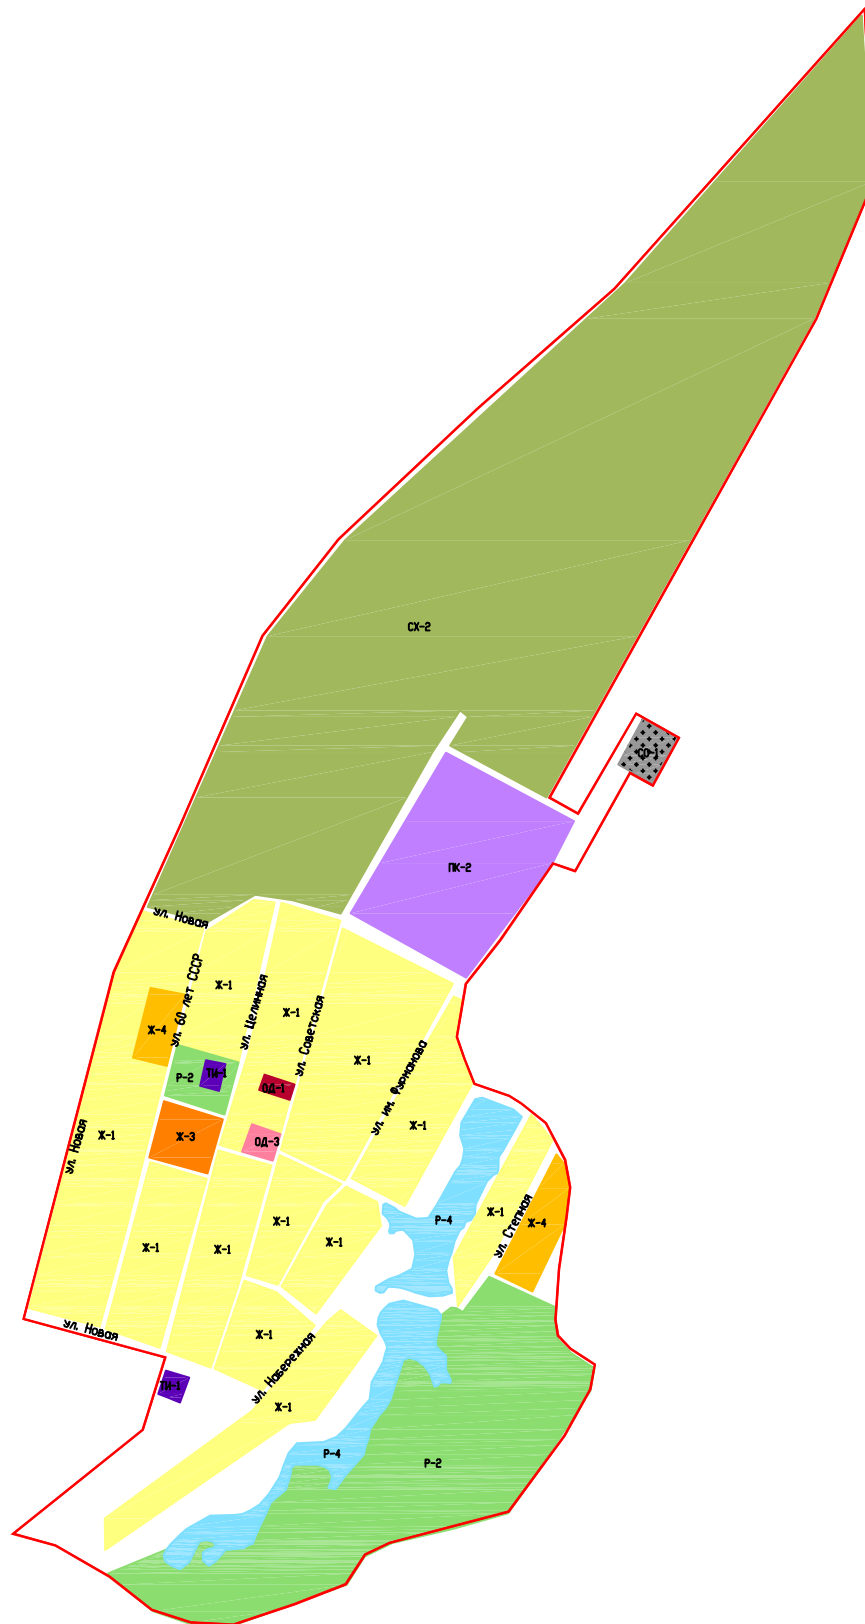 СХ-2
СО-1
ПК-2
ул. Новая
ул. 60 лет СССР
Ж-1
ул. Целинная
Ж-1
ул. Советская
Ж-4
Ж-1
ул. им. Фурманова
Р-2
ТИ-1
ОД-1
Ж-1
ул. Новая
Ж-1
Ж-3
ОД-3
Ж-1
Ж-1
Р-4
Ж-1
ул. Степная
Ж-4
Ж-1
Ж-1
Ж-1
ул. Новая
Ж-1
ул. Набережная
ТИ-1
Ж-1
Р-4
Р-2